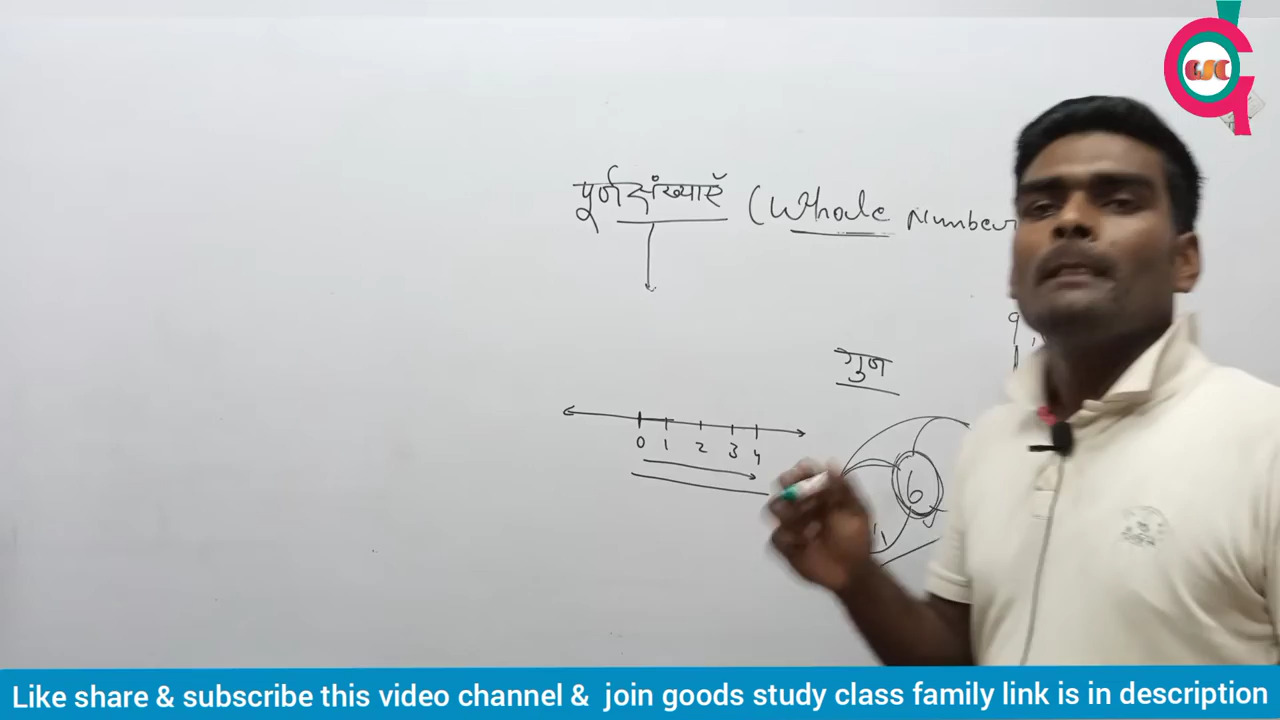 पूर्ण संख्याएँ (Whole Number
गुण
0 1 2 3 4
6
GSC
Like share & subscribe this video channel & join goods study class family link is in description